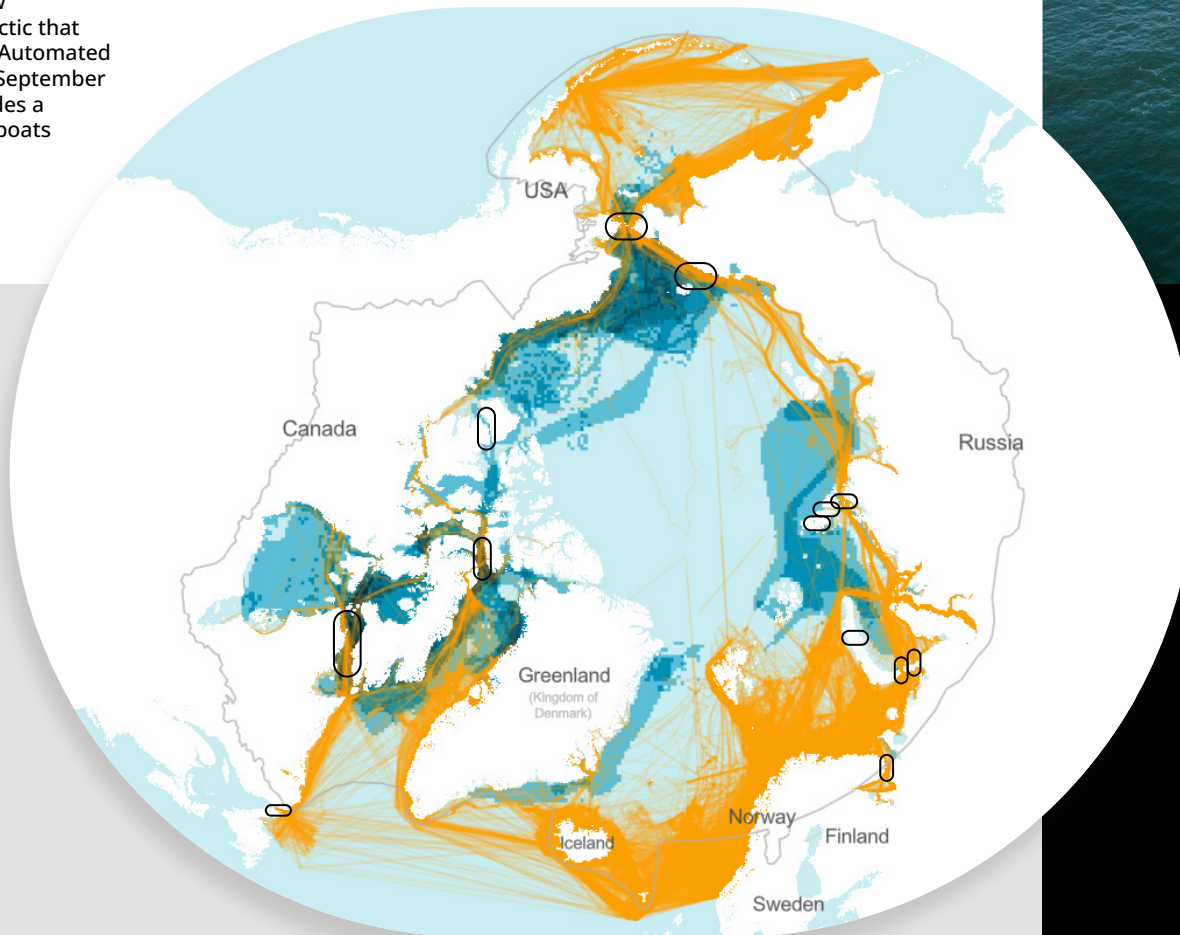 ctic that
Automated
September
les a
boats
USA
Canada
Russia
Greenland
(Kingdom of
Denmark)
Norway
Iceland
Finland
Sweden